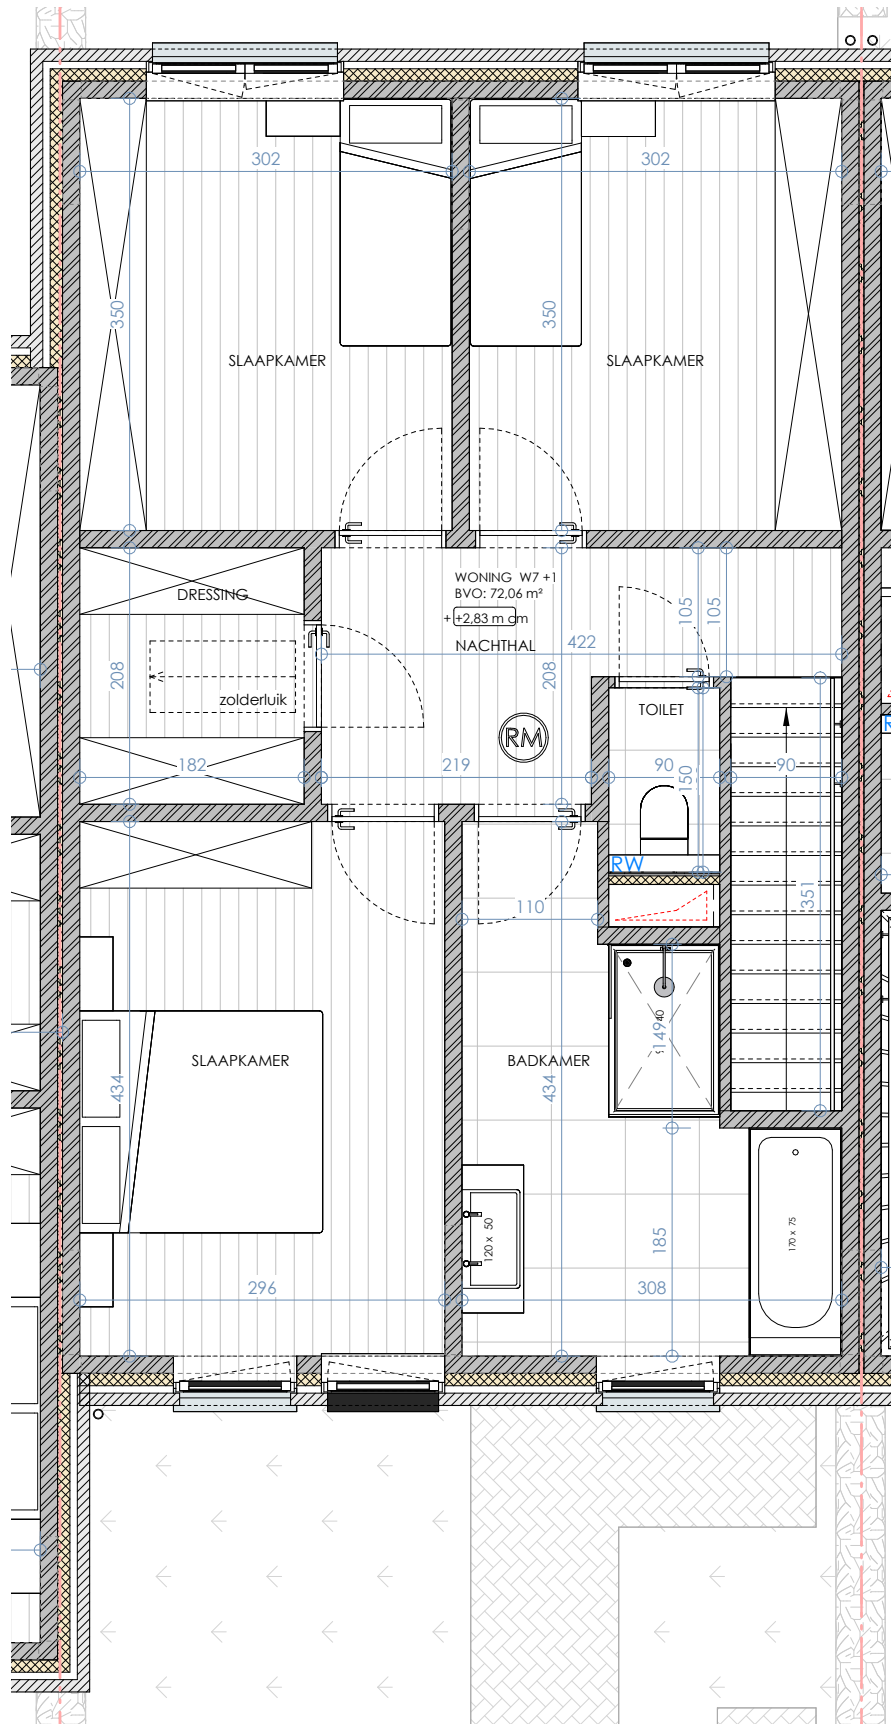 302
302
350
350
SLAAPKAMER
SLAAPKAMER
WONING W7 +1
BVO: 72,06 m²
+ +2,83 m cm
NACHTHAL
DRESSING
zolderluik
208
208
422
105
105
TOILET
RM
182
219
90
150
90
RW
351
110
40
149
SLAAPKAMER
BADKAMER
434
434
120 x 50
185
170 x 75
296
308